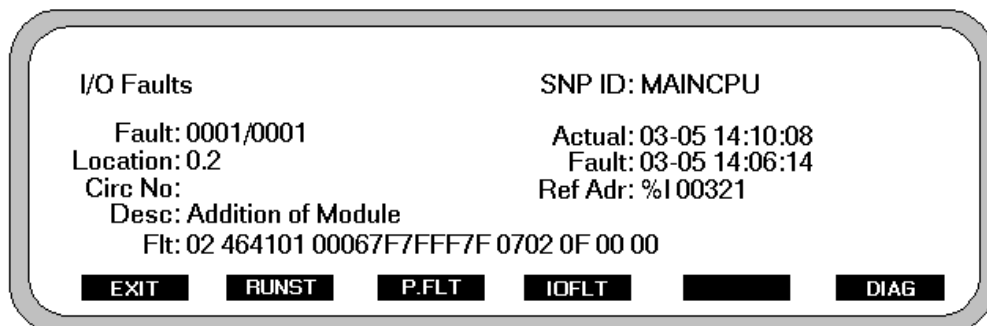 I/O Faults SNP ID: MAINCPU
Fault: 0001/0001 Actual: 03-05 14:10:08
Location: 0.2 Fault: 03-05 14:06:14
Circ No: Ref Adr: %I00321
Desc: Addition of Module
Flt: 02 464101 00067F7FFF7F 0702 0F 00 00
EXIT RUNST P.FLT IOFLT DIAG